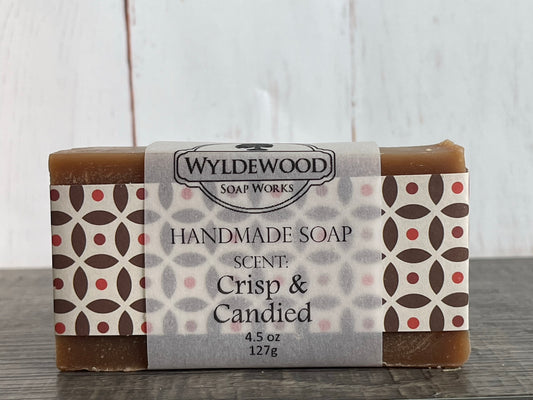 WYLDEWOOD
SOAP WORKS
HANDMADE SOAP
SCENT:
Crisp &
Candied
4.5 oz
127g